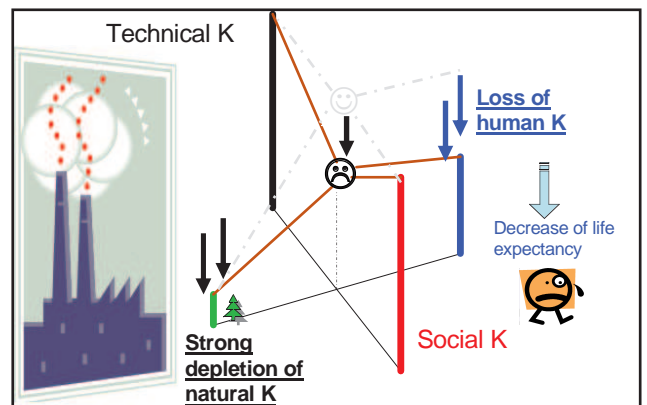 Technical K
Loss of
human K
Decrease of life
expectancy
Social K
Strong
depletion of
natural K